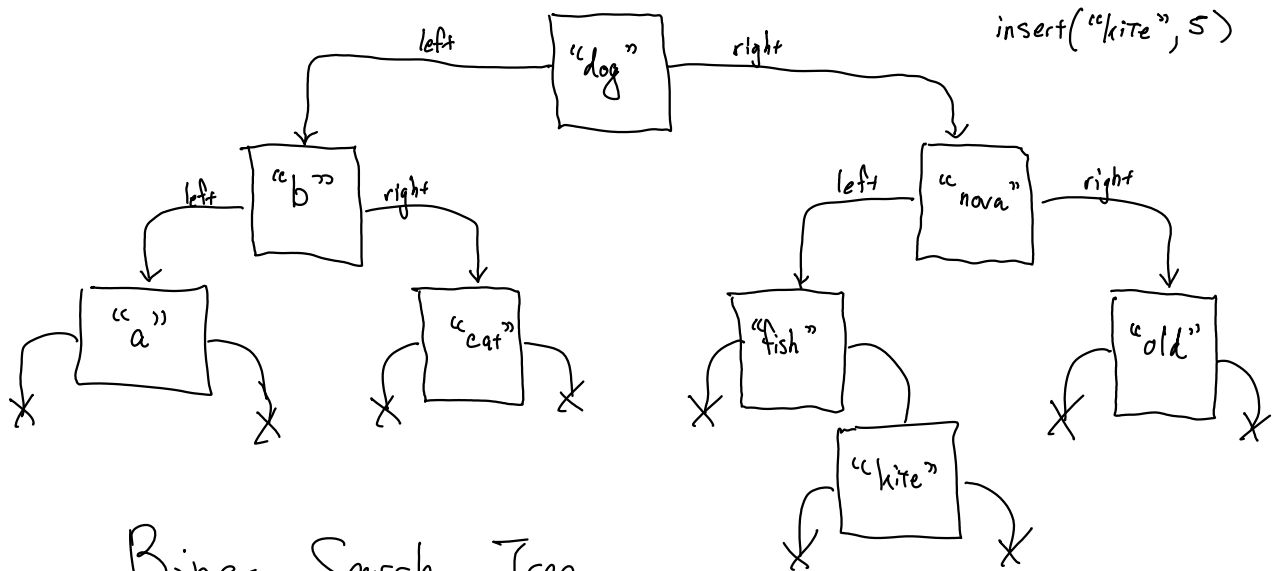 insert("kite", 5)
left
"dog"
right
left
"b"
right
left
"nova"
right
"a"
"cat"
"fish"
"old"
"kite"
Binary Search Tree